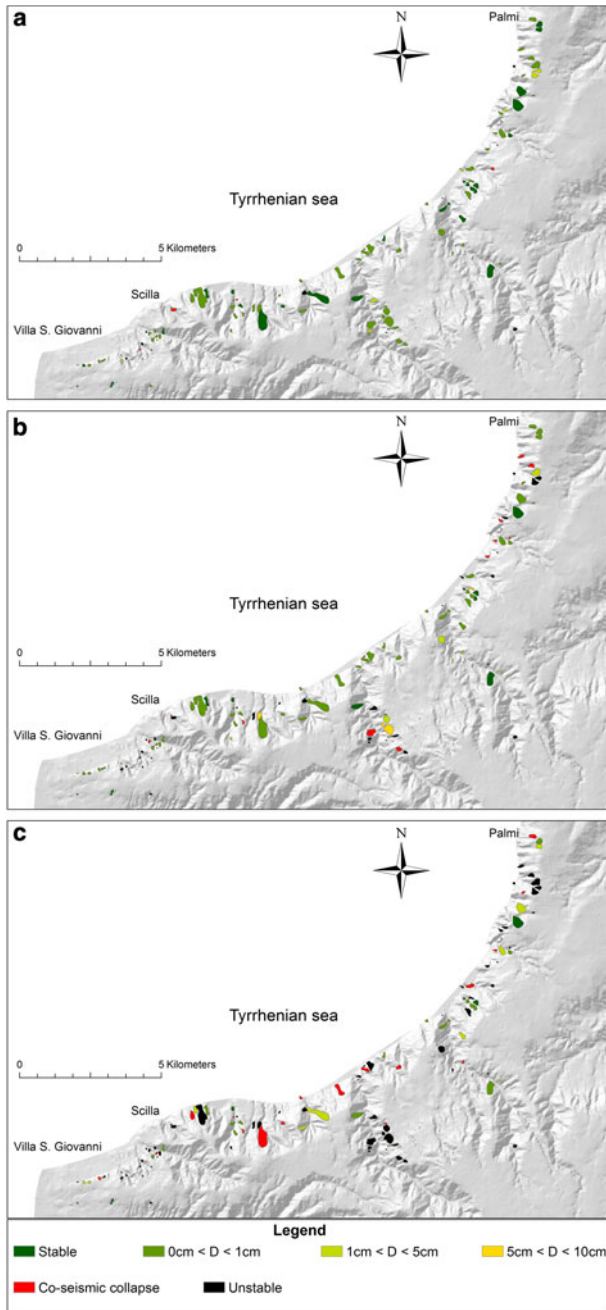 a
Palmi
N
Tyrrhenian sea
0 5 Kilometers
Scilla
Villa S. Giovanni
b
Palmi
N
Tyrrhenian sea
0 5 Kilometers
Scilla
Villa S. Giovanni
c
Palmi
N
Tyrrhenian sea
0 5 Kilometers
Scilla
Villa S. Giovanni
Legend
Stable 0cm < D < 1cm 1cm < D < 5cm 5cm < D < 10cm
Co-seismic collapse Unstable